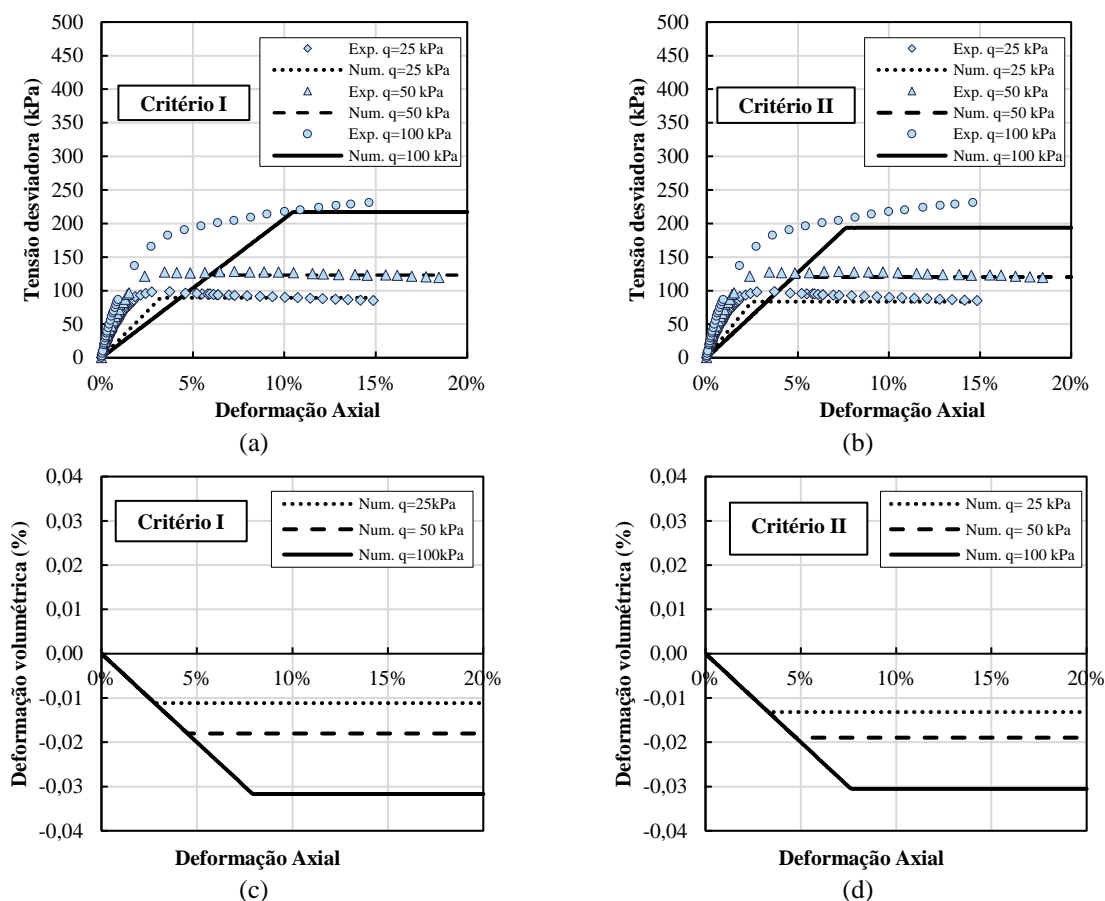 500
450
400
350
300
250
200
150
100
50
0
Tensão desviadora (kPa)
Critério I
Exp. q=25 kPa
Num. q=25 kPa
Exp. q=50 kPa
Num. q=50 kPa
Exp. q=100 kPa
Num. q=100 kPa
0% 5% 10% 15% 20%
Deformação Axial
(a)
500
450
400
350
300
250
200
150
100
50
0
Tensão desviadora (kPa)
Critério II
Exp. q=25 kPa
Num. q=25 kPa
Exp. q=50 kPa
Num. q=50 kPa
Exp. q=100 kPa
Num. q=100 kPa
0% 5% 10% 15% 20%
Deformação Axial
(b)
0,04
0,03
0,02
0,01
0,00
-0,01
-0,02
-0,03
-0,04
Deformação volumétrica (%)
Critério I
Num. q=25kPa
Num. q= 50 kPa
Num. q=100kPa
0% 5% 10% 15% 20%
Deformação Axial
(c)
0,04
0,03
0,02
0,01
0,00
-0,01
-0,02
-0,03
-0,04
Deformação volumétrica (%)
Critério II
Num. q= 25 kPa
Num. q= 50 kPa
Num. q=100 kPa
0% 5% 10% 15% 20%
Deformação Axial
(d)